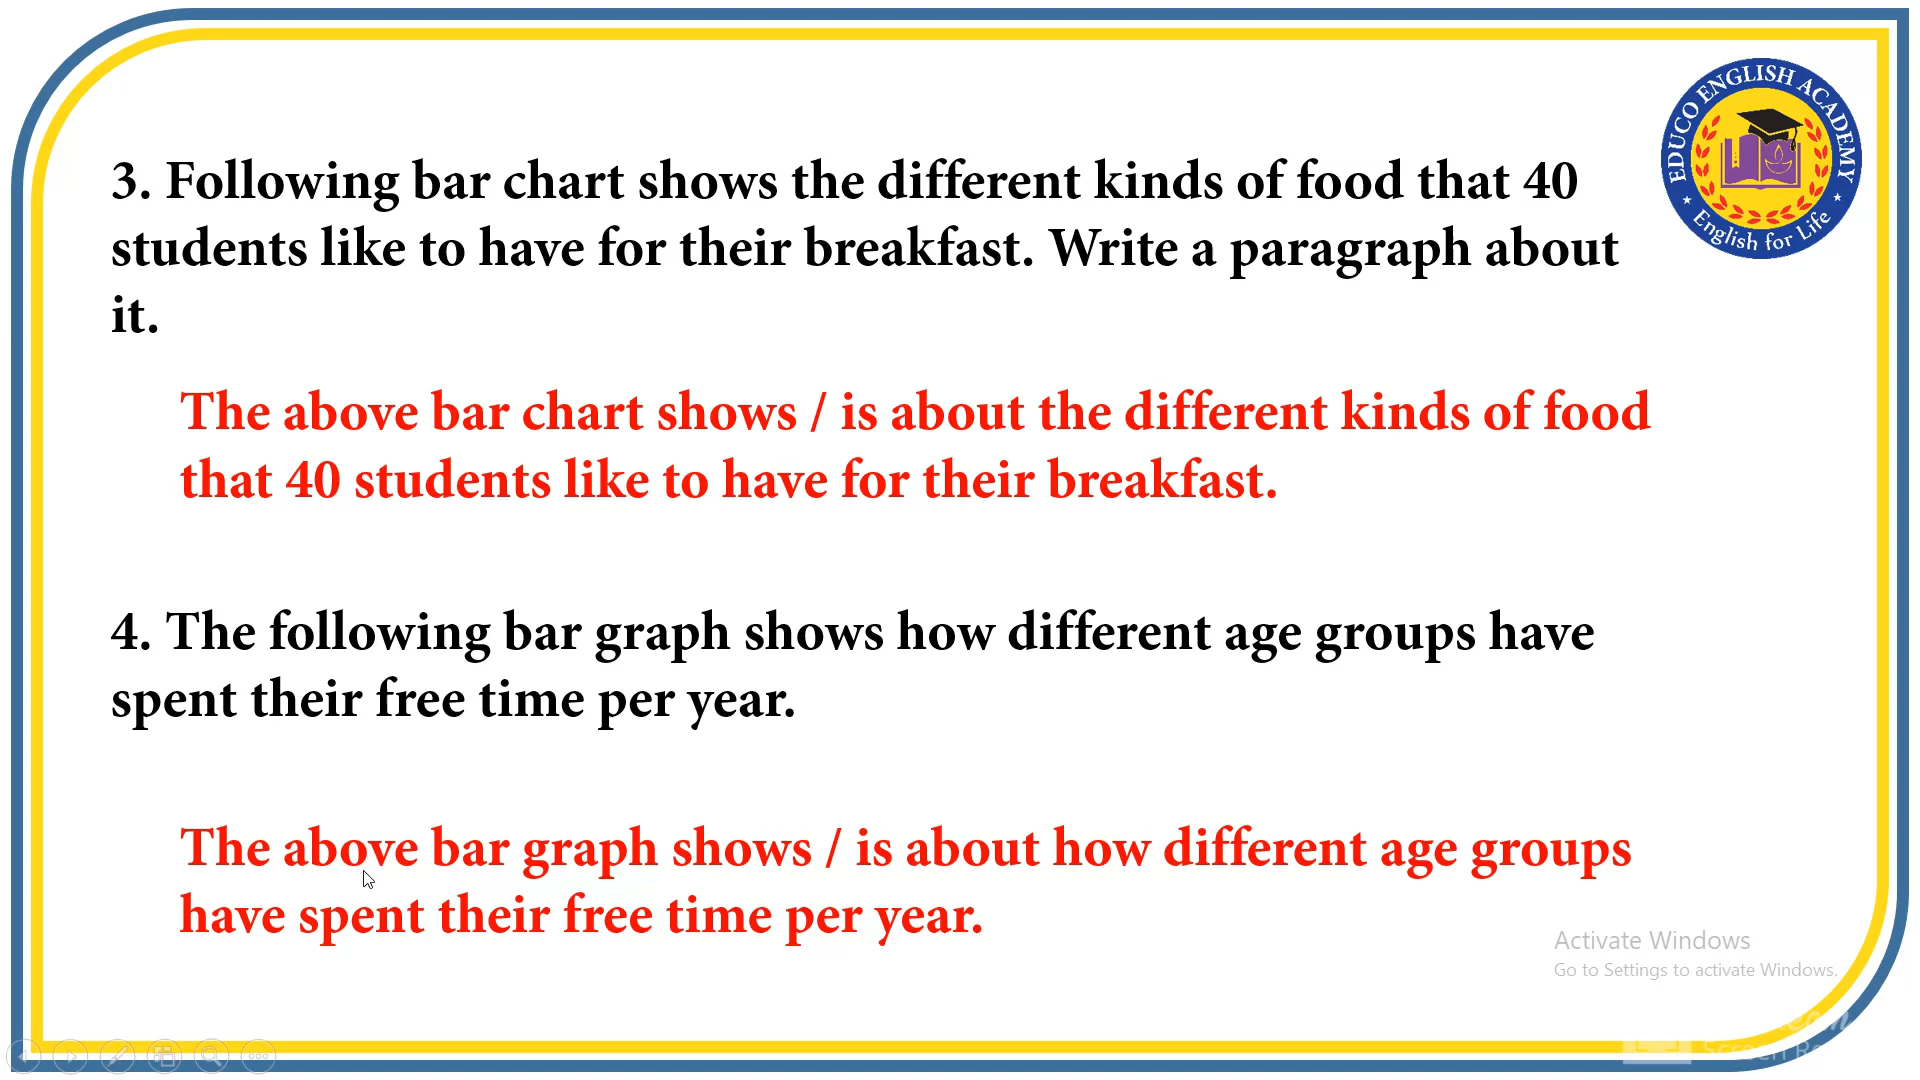 EDUCO ENGLISH ACADEMY
English for Life
3. Following bar chart shows the different kinds of food that 40
students like to have for their breakfast. Write a paragraph about
it.
The above bar chart shows / is about the different kinds of food
that 40 students like to have for their breakfast.
4. The following bar graph shows how different age groups have
spent their free time per year.
The above bar graph shows / is about how different age groups
have spent their free time per year.
Activate Windows
Go to Settings to activate Windows.
Screen